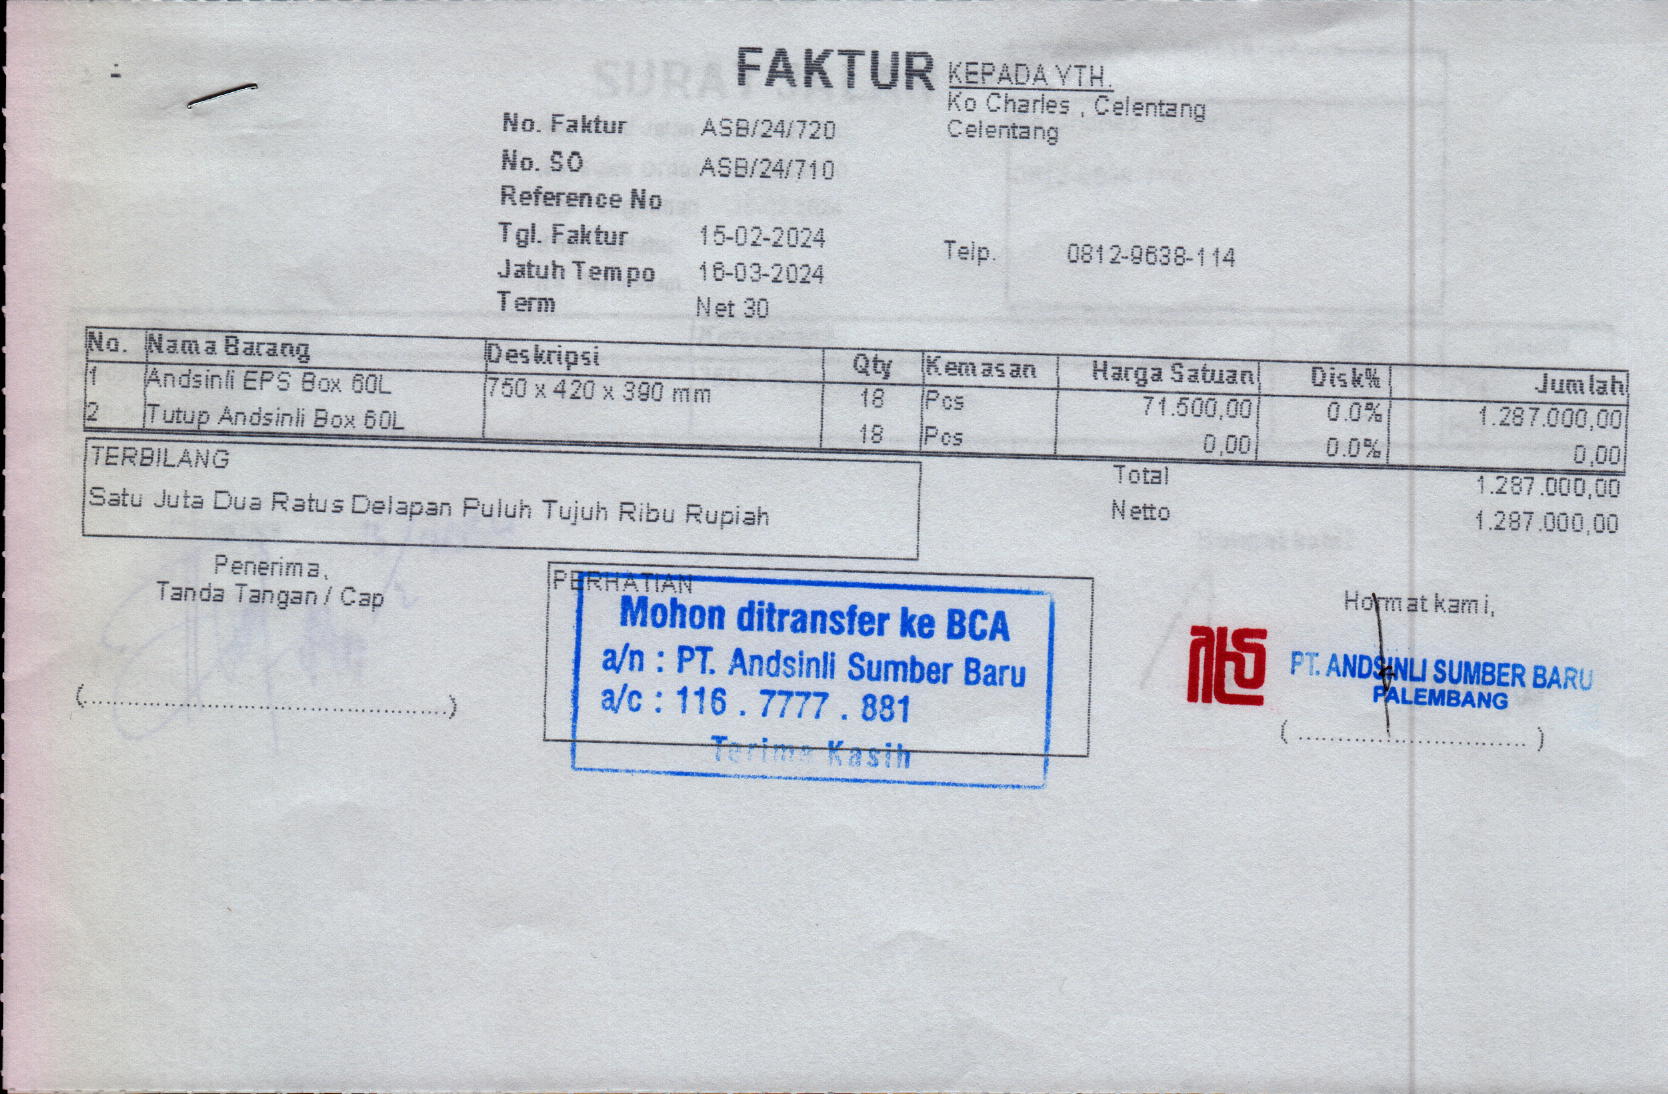 FAKTUR
KEPADA YTH.
Ko Charles , Celentang
Celentang
No. Faktur ASB/24/720
No. SO ASB/24/710
Reference No
Tgl. Faktur 15-02-2024
Telp. 0812-9638-114
Jatuh Tempo 16-03-2024
Term Net 30
No. Nama Barang Deskripsi Qty Kemasan Harga Satuan Disk% Jumlah
1 Andsinli EPS Box 60L 750 x 420 x 390 mm 18 Pcs 71.500,00 0.0% 1.287.000,00
2 Tutup Andsinli Box 60L 18 Pcs 0,00 0.0% 0,00
TERBILANG
Satu Juta Dua Ratus Delapan Puluh Tujuh Ribu Rupiah
Total 1.287.000,00
Netto 1.287.000,00
Penerima,
Tanda Tangan / Cap
(........................................)
PERHATIAN
Mohon ditransfer ke BCA
a/n : PT. Andsinli Sumber Baru
a/c : 116 . 7777 . 881
Terima Kasih
Hormat kami,
PT. ANDSINLI SUMBER BARU
PALEMBANG
( ............................ )